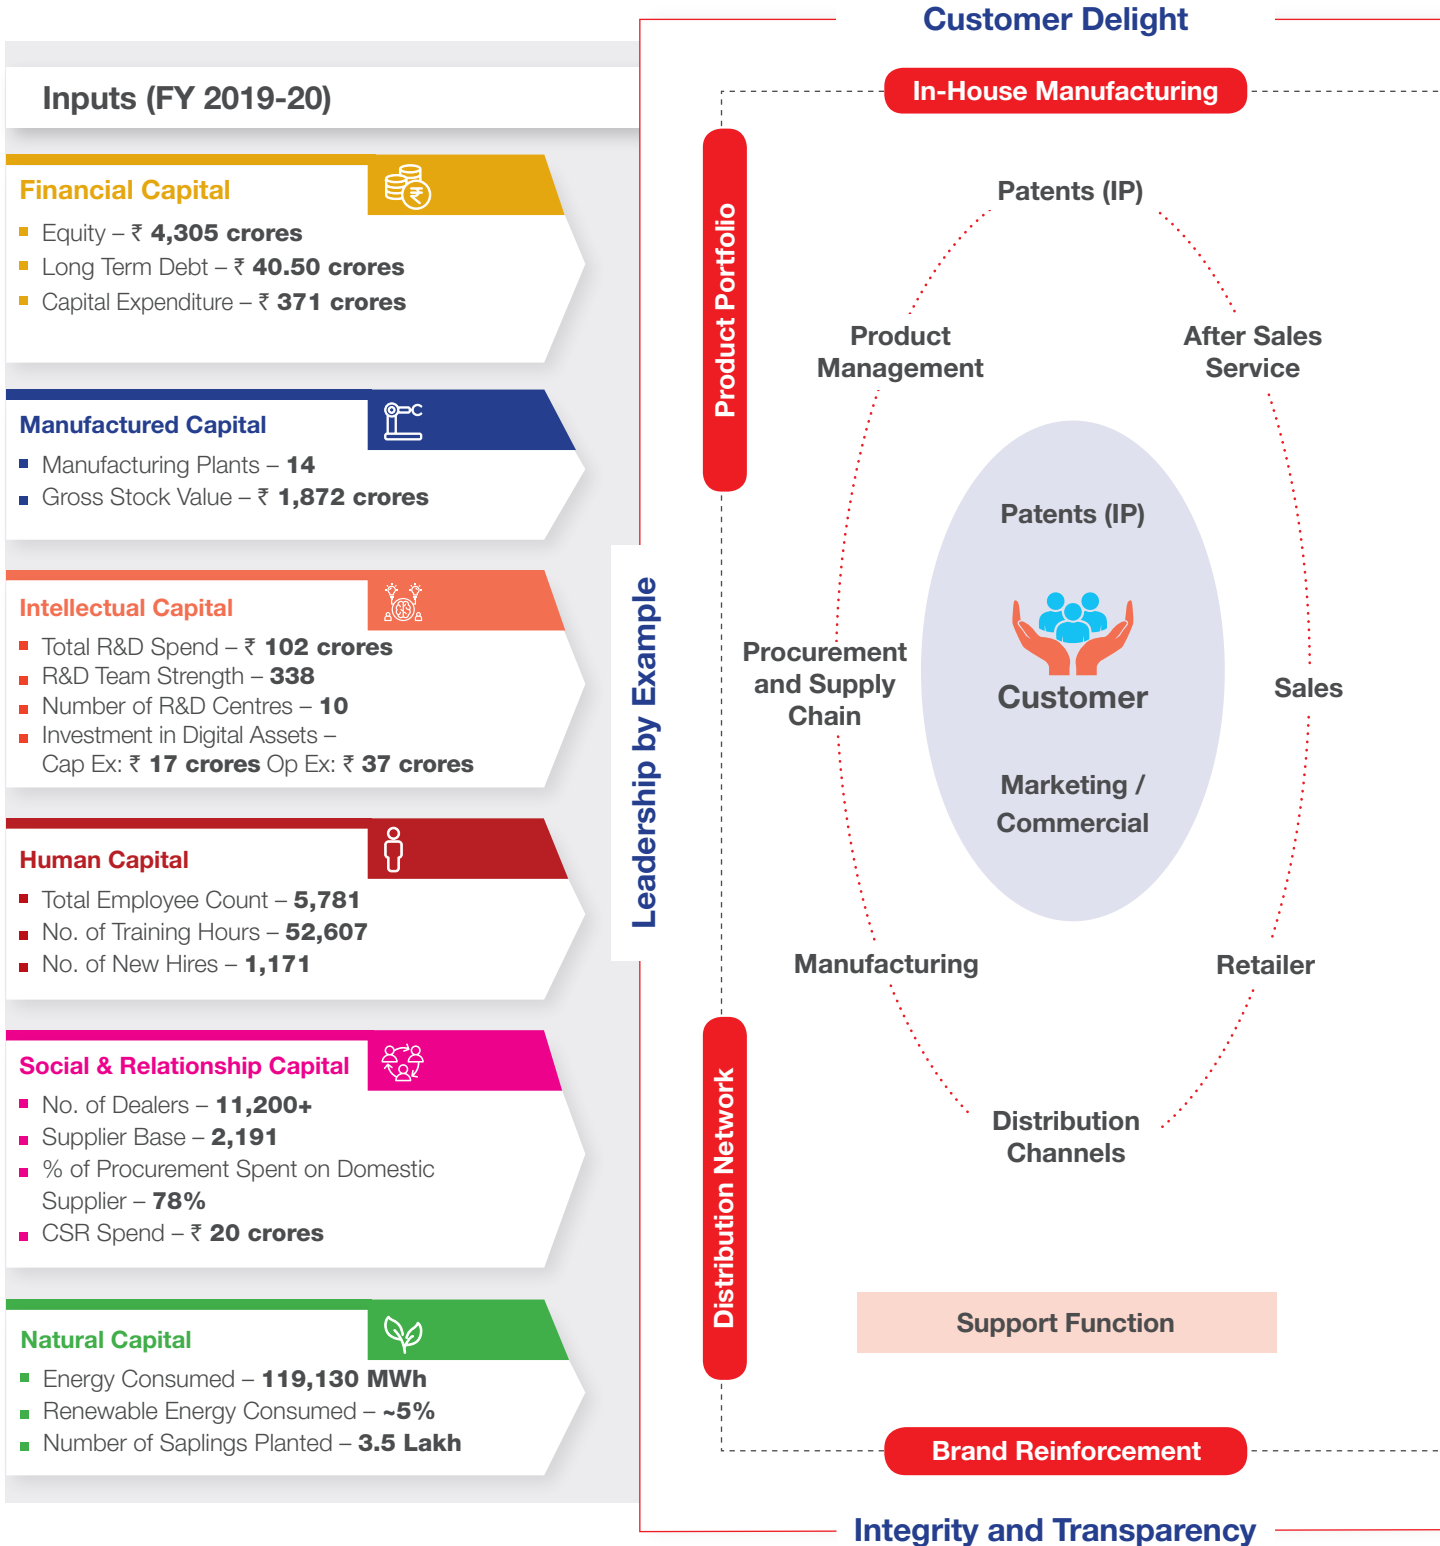 Inputs (FY 2019-20)
Financial Capital
Equity – ₹ 4,305 crores
Long Term Debt – ₹ 40.50 crores
Capital Expenditure – ₹ 371 crores
Manufactured Capital
Manufacturing Plants – 14
Gross Stock Value – ₹ 1,872 crores
Intellectual Capital
Total R&D Spend – ₹ 102 crores
R&D Team Strength – 338
Number of R&D Centres – 10
Investment in Digital Assets –
Cap Ex: ₹ 17 crores Op Ex: ₹ 37 crores
Human Capital
Total Employee Count – 5,781
No. of Training Hours – 52,607
No. of New Hires – 1,171
Social & Relationship Capital
No. of Dealers – 11,200+
Supplier Base – 2,191
% of Procurement Spent on Domestic
Supplier – 78%
CSR Spend – ₹ 20 crores
Natural Capital
Energy Consumed – 119,130 MWh
Renewable Energy Consumed – ~5%
Number of Saplings Planted – 3.5 Lakh
Customer Delight
Leadership by Example
In-House Manufacturing
Product Portfolio
Distribution Network
Patents (IP)
Product
Management
After Sales
Service
Patents (IP)
Customer
Marketing /
Commercial
Procurement
and Supply
Chain
Sales
Manufacturing
Retailer
Distribution
Channels
Support Function
Brand Reinforcement
Integrity and Transparency